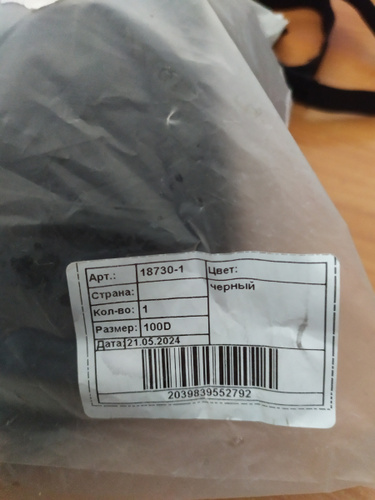 Арт.: 18730-1 Цвет:
Страна: черный
Кол-во: 1
Размер: 100D
Дата: 21.05.2024
2039839552792